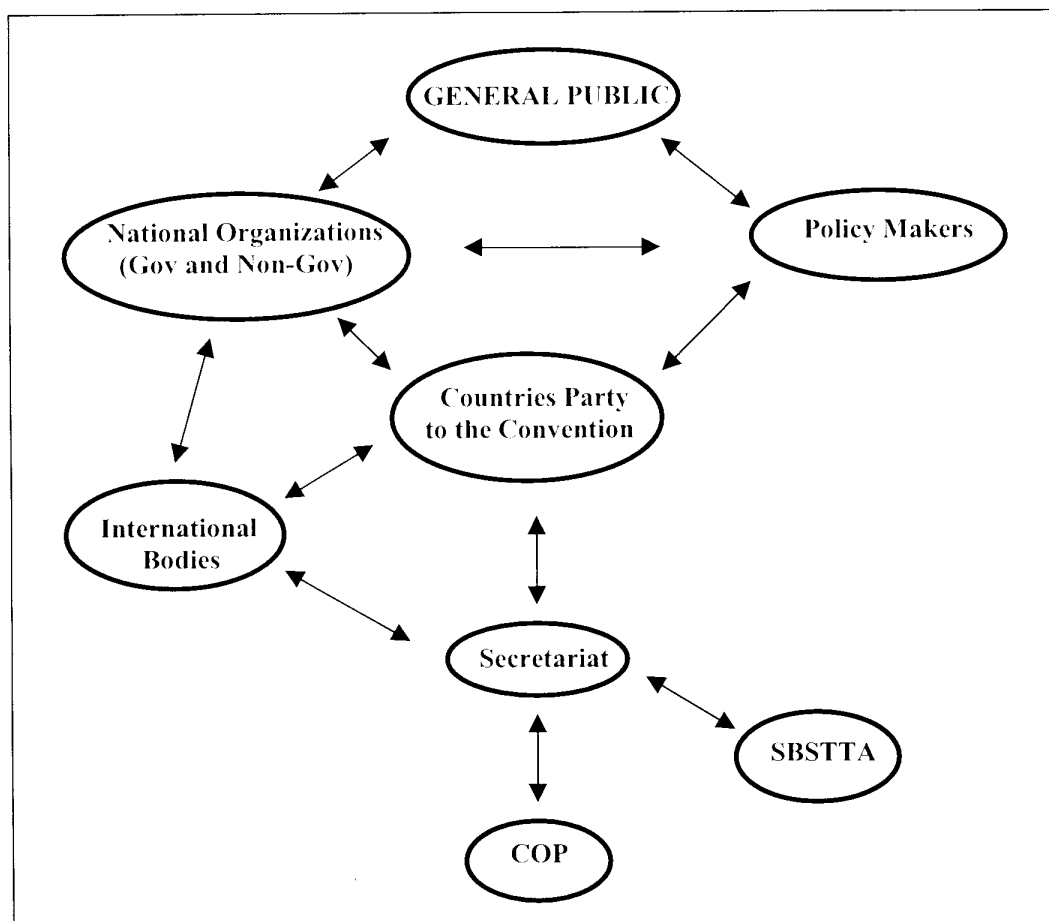 GENERAL PUBLIC
National Organizations
(Gov and Non-Gov)
Policy Makers
Countries Party
to the Convention
International
Bodies
Secretariat
SBSTTA
COP